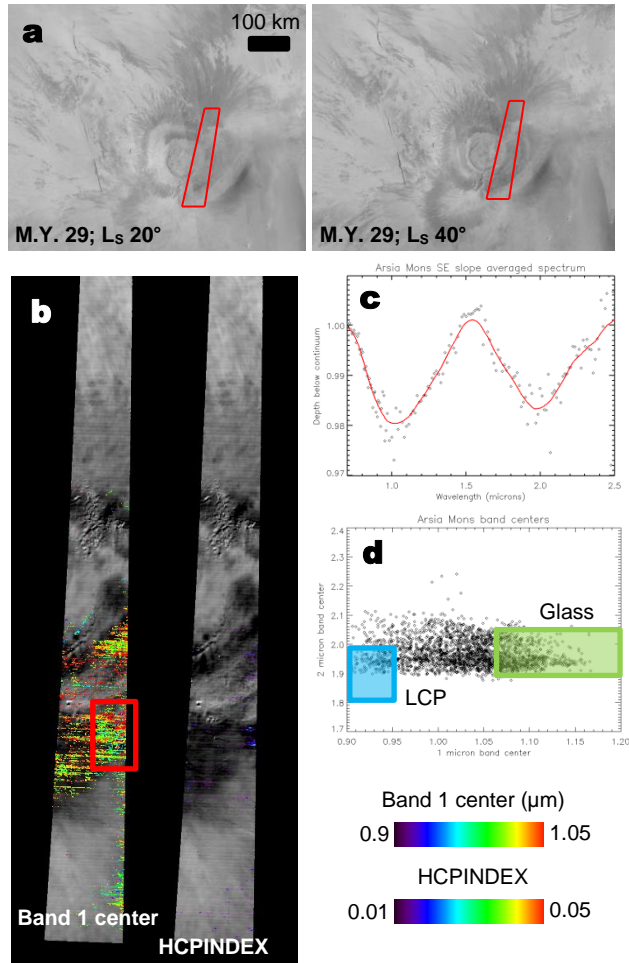 a
100 km
M.Y. 29; LS 20°
M.Y. 29; LS 40°
b
Band 1 center
HCPINDEX
c
Arsia Mons SE slope averaged spectrum
Depth below continuum
1.00
0.99
0.98
0.97
1.0
1.5
2.0
2.5
Wavelength (microns)
d
Arsia Mons band centers
2 micron band center
2.4
2.3
2.2
2.1
2.0
1.9
1.8
1.7
Glass
LCP
0.90
0.95
1.00
1.05
1.10
1.15
1.20
1 micron band center
Band 1 center (µm)
0.9
1.05
HCPINDEX
0.01
0.05